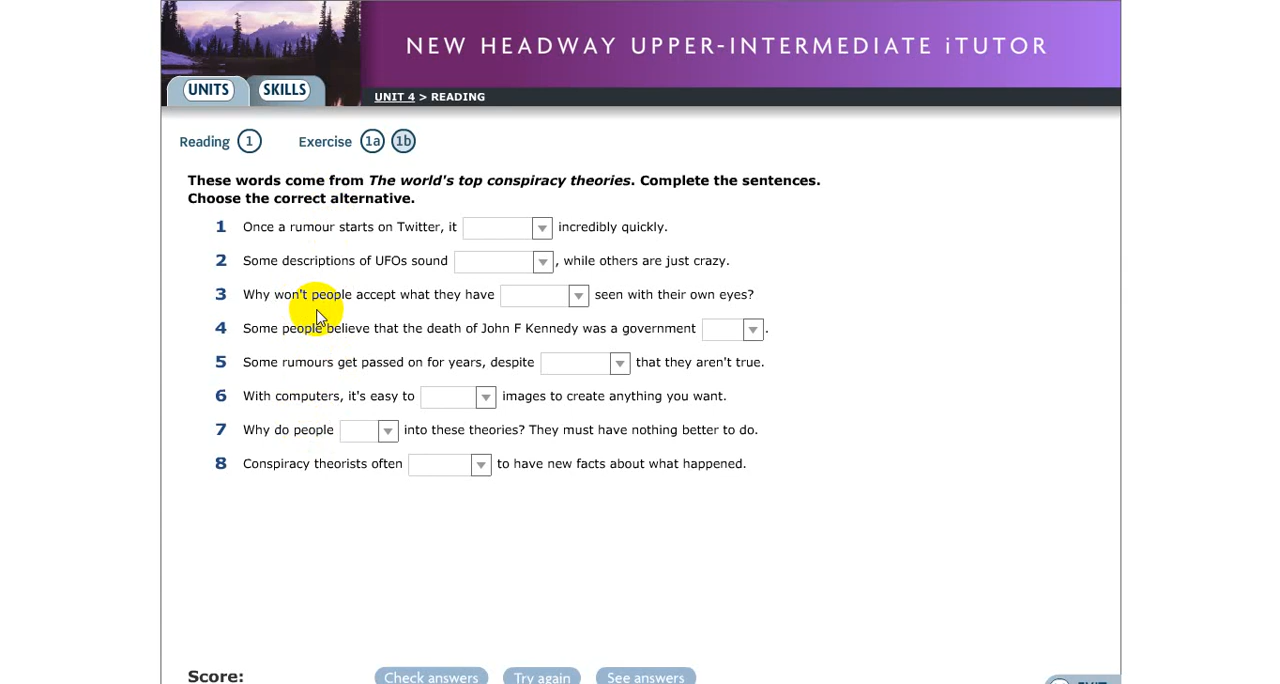 NEW HEADWAY UPPER-INTERMEDIATE iTUTOR
UNITS SKILLS
UNIT 4 > READING
Reading 1 Exercise 1a 1b
These words come from The world's top conspiracy theories. Complete the sentences.
Choose the correct alternative.
1 Once a rumour starts on Twitter, it incredibly quickly.
2 Some descriptions of UFOs sound , while others are just crazy.
3 Why won't people accept what they have seen with their own eyes?
4 Some people believe that the death of John F Kennedy was a government .
5 Some rumours get passed on for years, despite that they aren't true.
6 With computers, it's easy to images to create anything you want.
7 Why do people into these theories? They must have nothing better to do.
8 Conspiracy theorists often to have new facts about what happened.
Score: Check answers Try again See answers EXIT